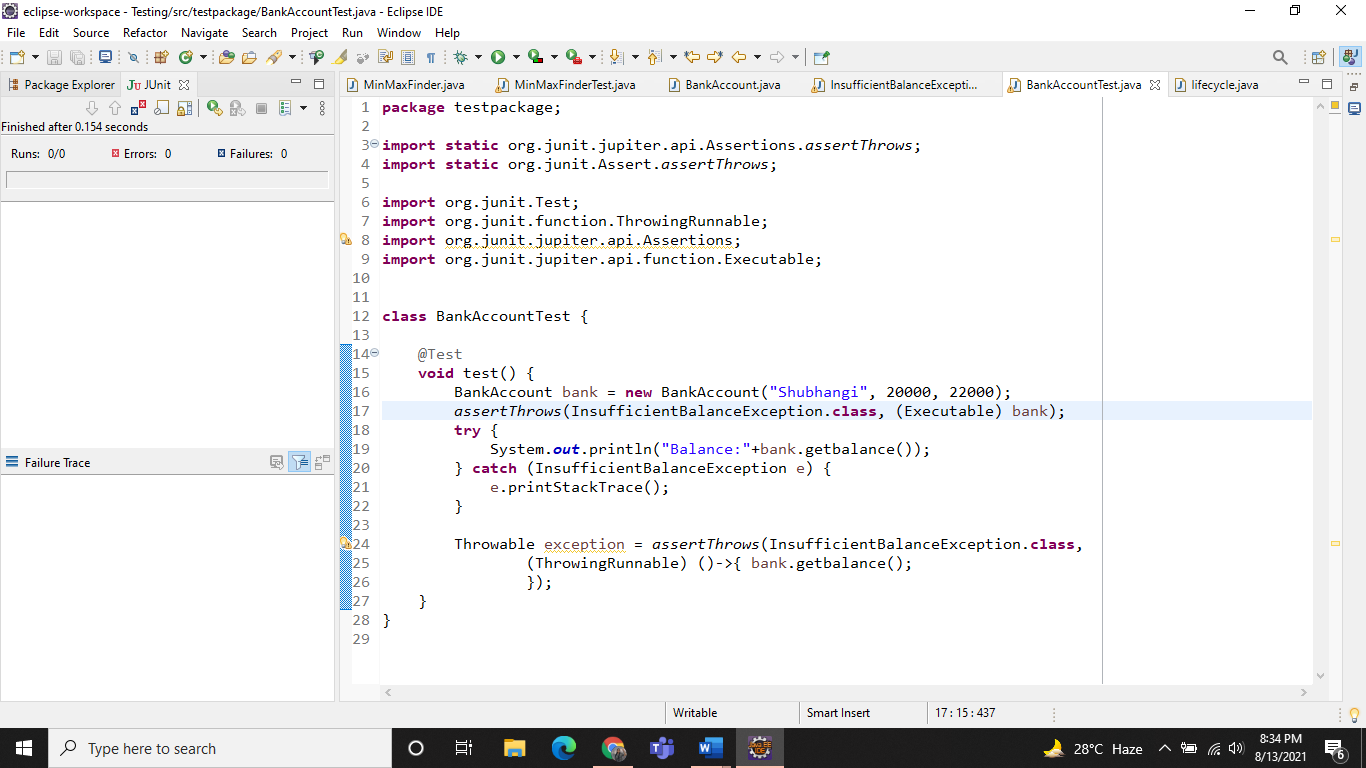 eclipse-workspace - Testing/src/testpackage/BankAccountTest.java - Eclipse IDE
File Edit Source Refactor Navigate Search Project Run Window Help
Package Explorer JUnit
Finished after 0.154 seconds
Runs: 0/0 Errors: 0 Failures: 0
Failure Trace
MinMaxFinder.java MinMaxFinderTest.java BankAccount.java InsufficientBalanceExcepti... BankAccountTest.java lifecycle.java
1 package testpackage;
2
3 import static org.junit.jupiter.api.Assertions.assertThrows;
4 import static org.junit.Assert.assertThrows;
5
6 import org.junit.Test;
7 import org.junit.function.ThrowingRunnable;
8 import org.junit.jupiter.api.Assertions;
9 import org.junit.jupiter.api.function.Executable;
10
11
12 class BankAccountTest {
13
14 @Test
15 void test() {
16 BankAccount bank = new BankAccount("Shubhangi", 20000, 22000);
17 assertThrows(InsufficientBalanceException.class, (Executable) bank);
18 try {
19 System.out.println("Balance:"+bank.getbalance());
20 } catch (InsufficientBalanceException e) {
21 e.printStackTrace();
22 }
23
24 Throwable exception = assertThrows(InsufficientBalanceException.class,
25 (ThrowingRunnable) ()->{ bank.getbalance();
26 });
27 }
28 }
29
Writable Smart Insert 17 : 15 : 437
Type here to search
28°C Haze
8:34 PM
8/13/2021
6